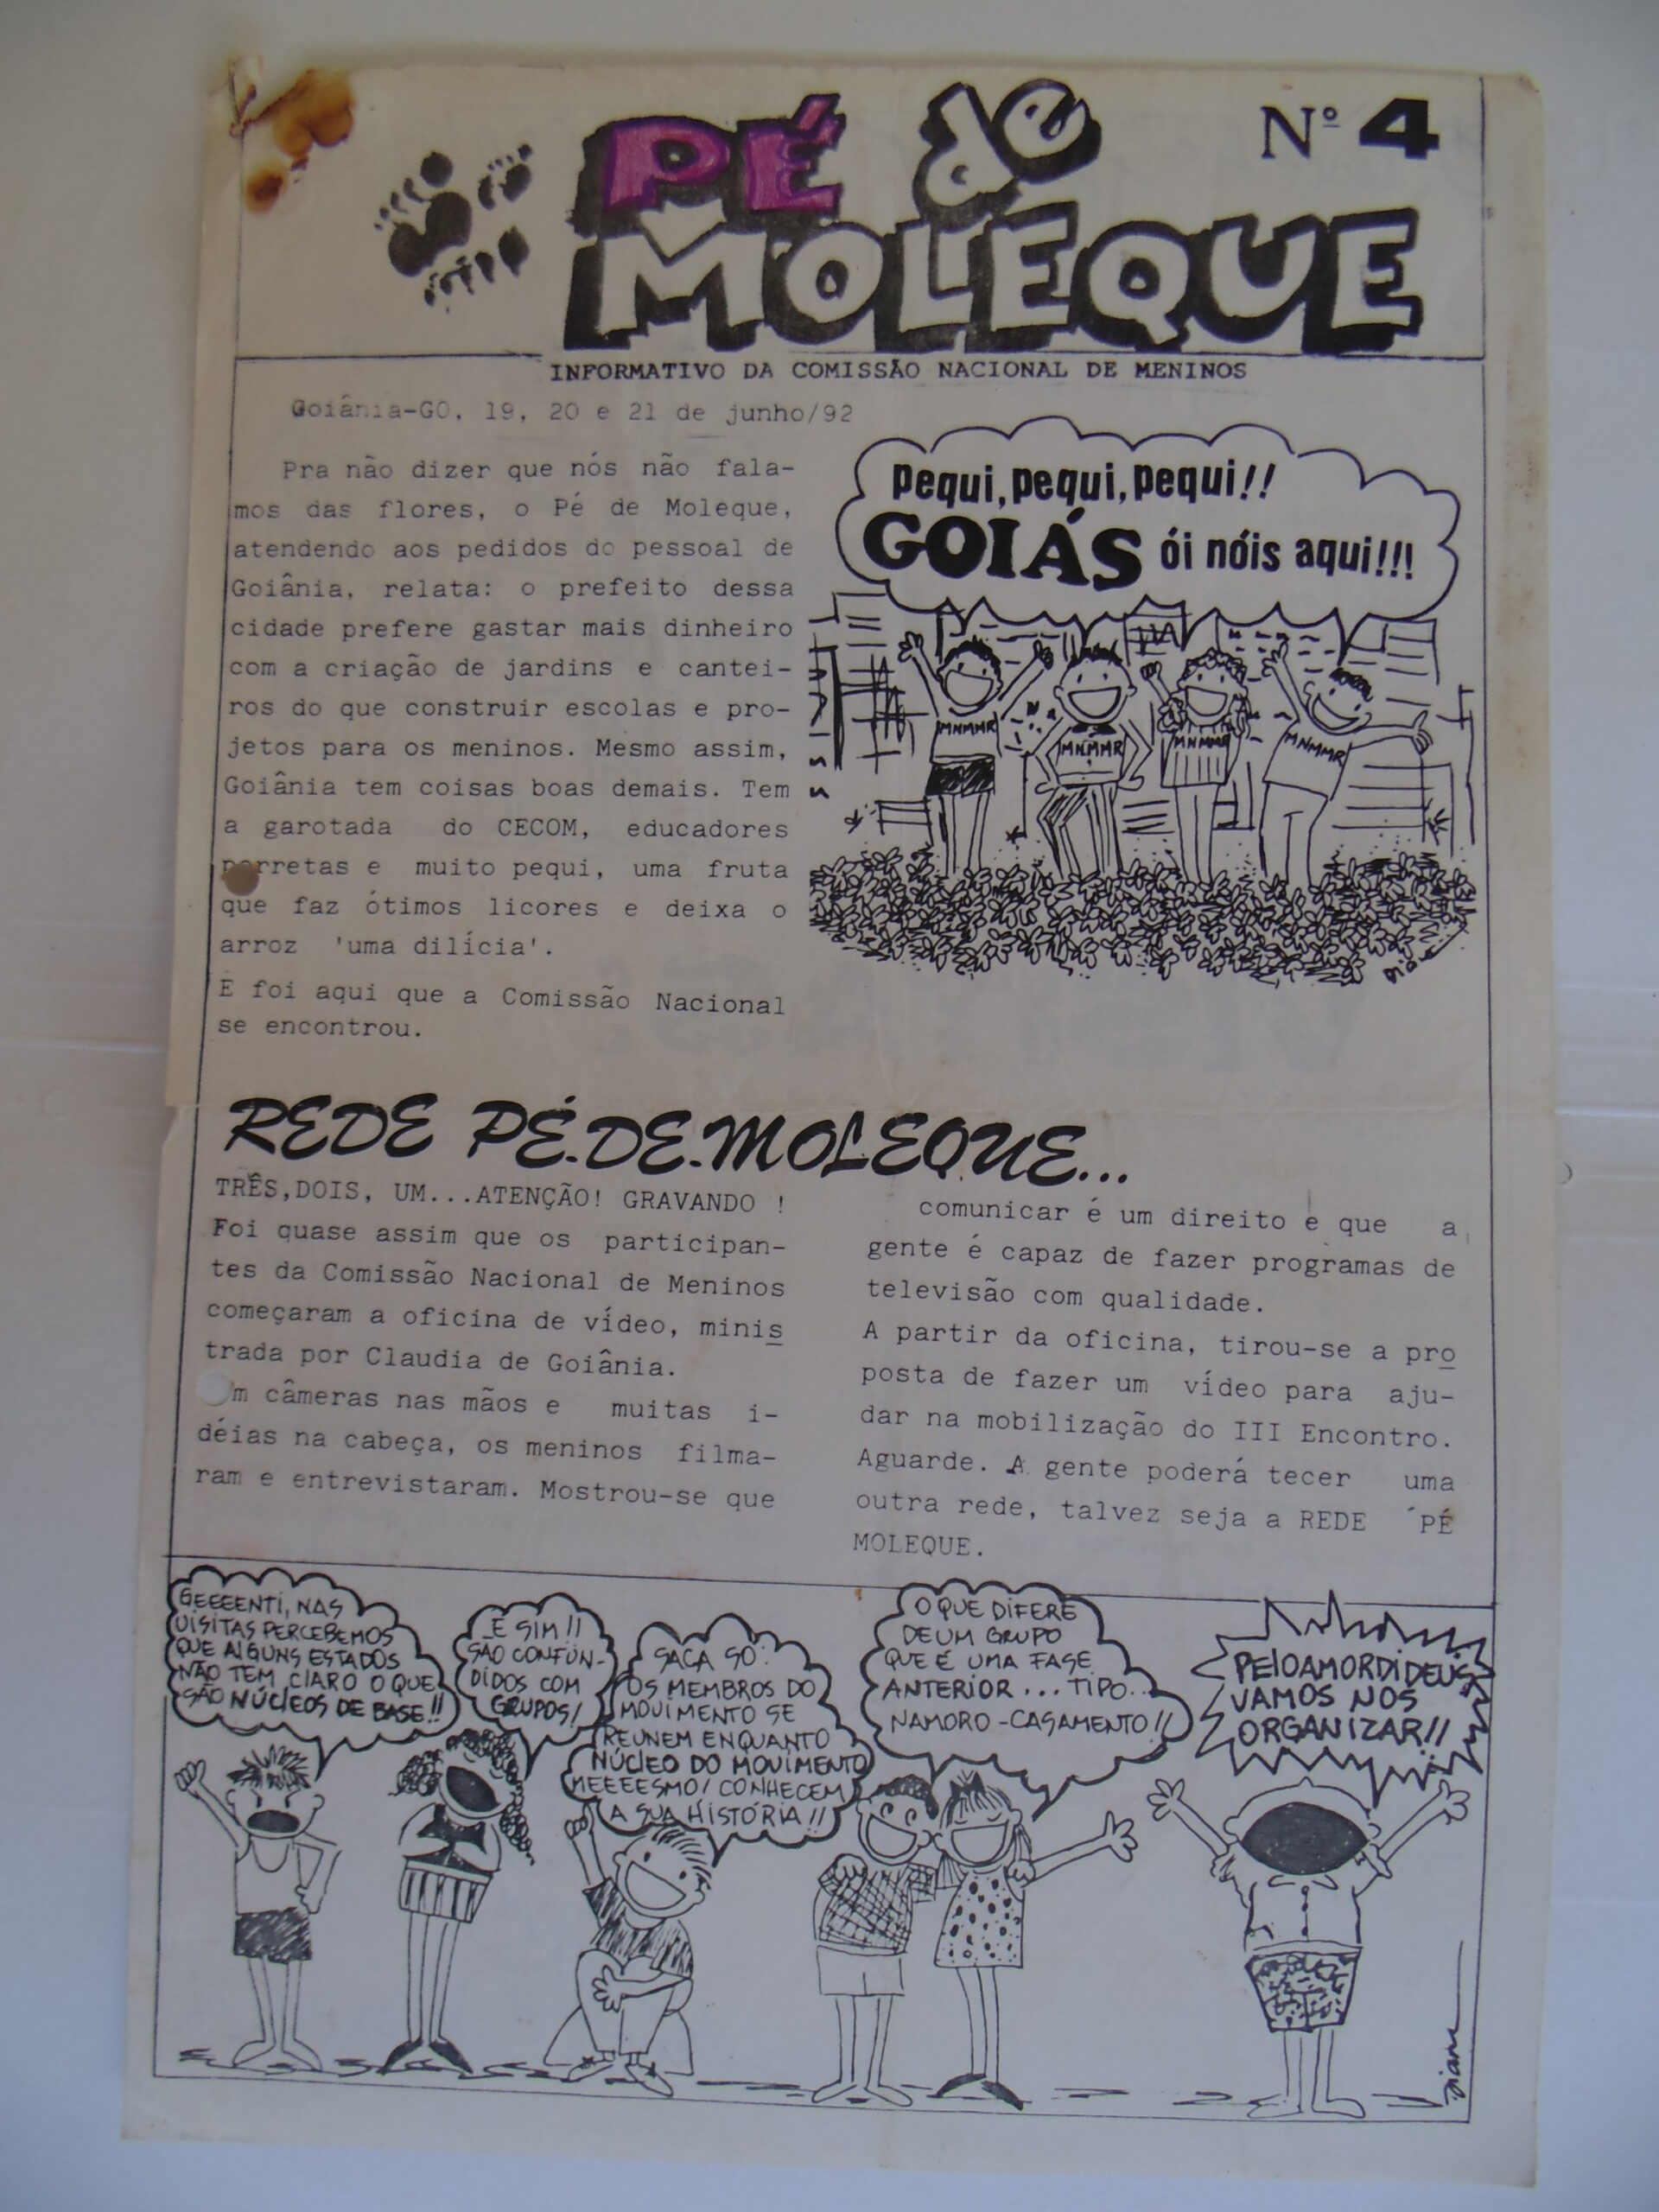 PÉ de
MOLEQUE
Nº 4
INFORMATIVO DA COMISSÃO NACIONAL DE MENINOS
Goiânia-GO, 19, 20 e 21 de junho/92
Pra não dizer que nós não fala-
mos das flores, o Pé de Moleque,
atendendo aos pedidos do pessoal de
Goiânia, relata: o prefeito dessa
cidade prefere gastar mais dinheiro
com a criação de jardins e cantei-
ros do que construir escolas e pro-
jetos para os meninos. Mesmo assim,
Goiânia tem coisas boas demais. Tem
a garotada do CECOM, educadores
porretas e muito pequi, uma fruta
que faz ótimos licores e deixa o
arroz 'uma dilícia'.
E foi aqui que a Comissão Nacional
se encontrou.
pequi, pequi, pequi!!
GOIÁS ói nóis aqui!!!
MNMMR
MNMMR
MNMMR
MNMMR
REDE PÉ.DE.MOLEQUE...
TRÊS,DOIS, UM...ATENÇÃO! GRAVANDO !
Foi quase assim que os participan-
tes da Comissão Nacional de Meninos
começaram a oficina de vídeo, minis
trada por Claudia de Goiânia.
m câmeras nas mãos e muitas i-
déias na cabeça, os meninos filma-
ram e entrevistaram. Mostrou-se que
comunicar é um direito e que a
gente é capaz de fazer programas de
televisão com qualidade.
A partir da oficina, tirou-se a pro
posta de fazer um vídeo para aju-
dar na mobilização do III Encontro.
Aguarde. A gente poderá tecer uma
outra rede, talvez seja a REDE ´PÉ
MOLEQUE.
GEEEENTI, NAS
VISITAS PERCEBEMOS
QUE ALGUNS ESTADOS
NÃO TEM CLARO O QUE
SÃO NÚCLEOS DE BASE!!
E SIM!!
SÃO CONFUN-
DIDOS COM
GRUPOS!
SACA SÓ:
OS MEMBROS DO
MOVIMENTO SE
REUNEM ENQUANTO
NÚCLEO DO MOVIMENTO
MEEEESMO! CONHECEM
A SUA HISTÓRIA!!
O QUE DIFERE
DE UM GRUPO
QUE É UMA FASE
ANTERIOR... TIPO...
NAMORO-CASAMENTO!!
PELOAMORDIDEUS
VAMOS NOS
ORGANIZAR!!